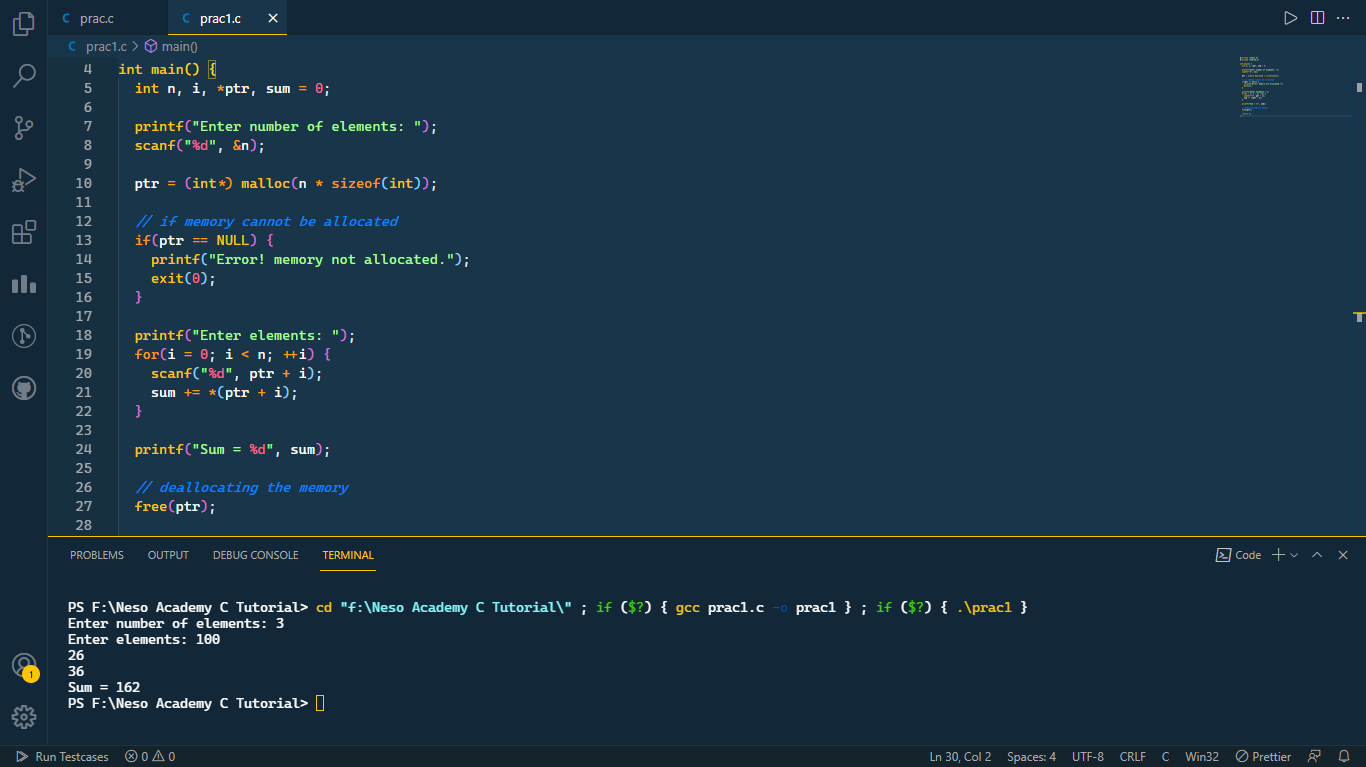 C prac.c C prac1.c ×
C prac1.c > main()
4 int main() {
5 int n, i, *ptr, sum = 0;
6
7 printf("Enter number of elements: ");
8 scanf("%d", &n);
9
10 ptr = (int*) malloc(n * sizeof(int));
11
12 // if memory cannot be allocated
13 if(ptr == NULL) {
14 printf("Error! memory not allocated.");
15 exit(0);
16 }
17
18 printf("Enter elements: ");
19 for(i = 0; i < n; ++i) {
20 scanf("%d", ptr + i);
21 sum += *(ptr + i);
22 }
23
24 printf("Sum = %d", sum);
25
26 // deallocating the memory
27 free(ptr);
28
PROBLEMS OUTPUT DEBUG CONSOLE TERMINAL Code
PS F:\Neso Academy C Tutorial> cd "f:\Neso Academy C Tutorial\" ; if ($?) { gcc prac1.c -o prac1 } ; if ($?) { .\prac1 }
Enter number of elements: 3
Enter elements: 100
26
36
Sum = 162
PS F:\Neso Academy C Tutorial>
1
Run Testcases 0 0 Ln 30, Col 2 Spaces: 4 UTF-8 CRLF C Win32 Prettier